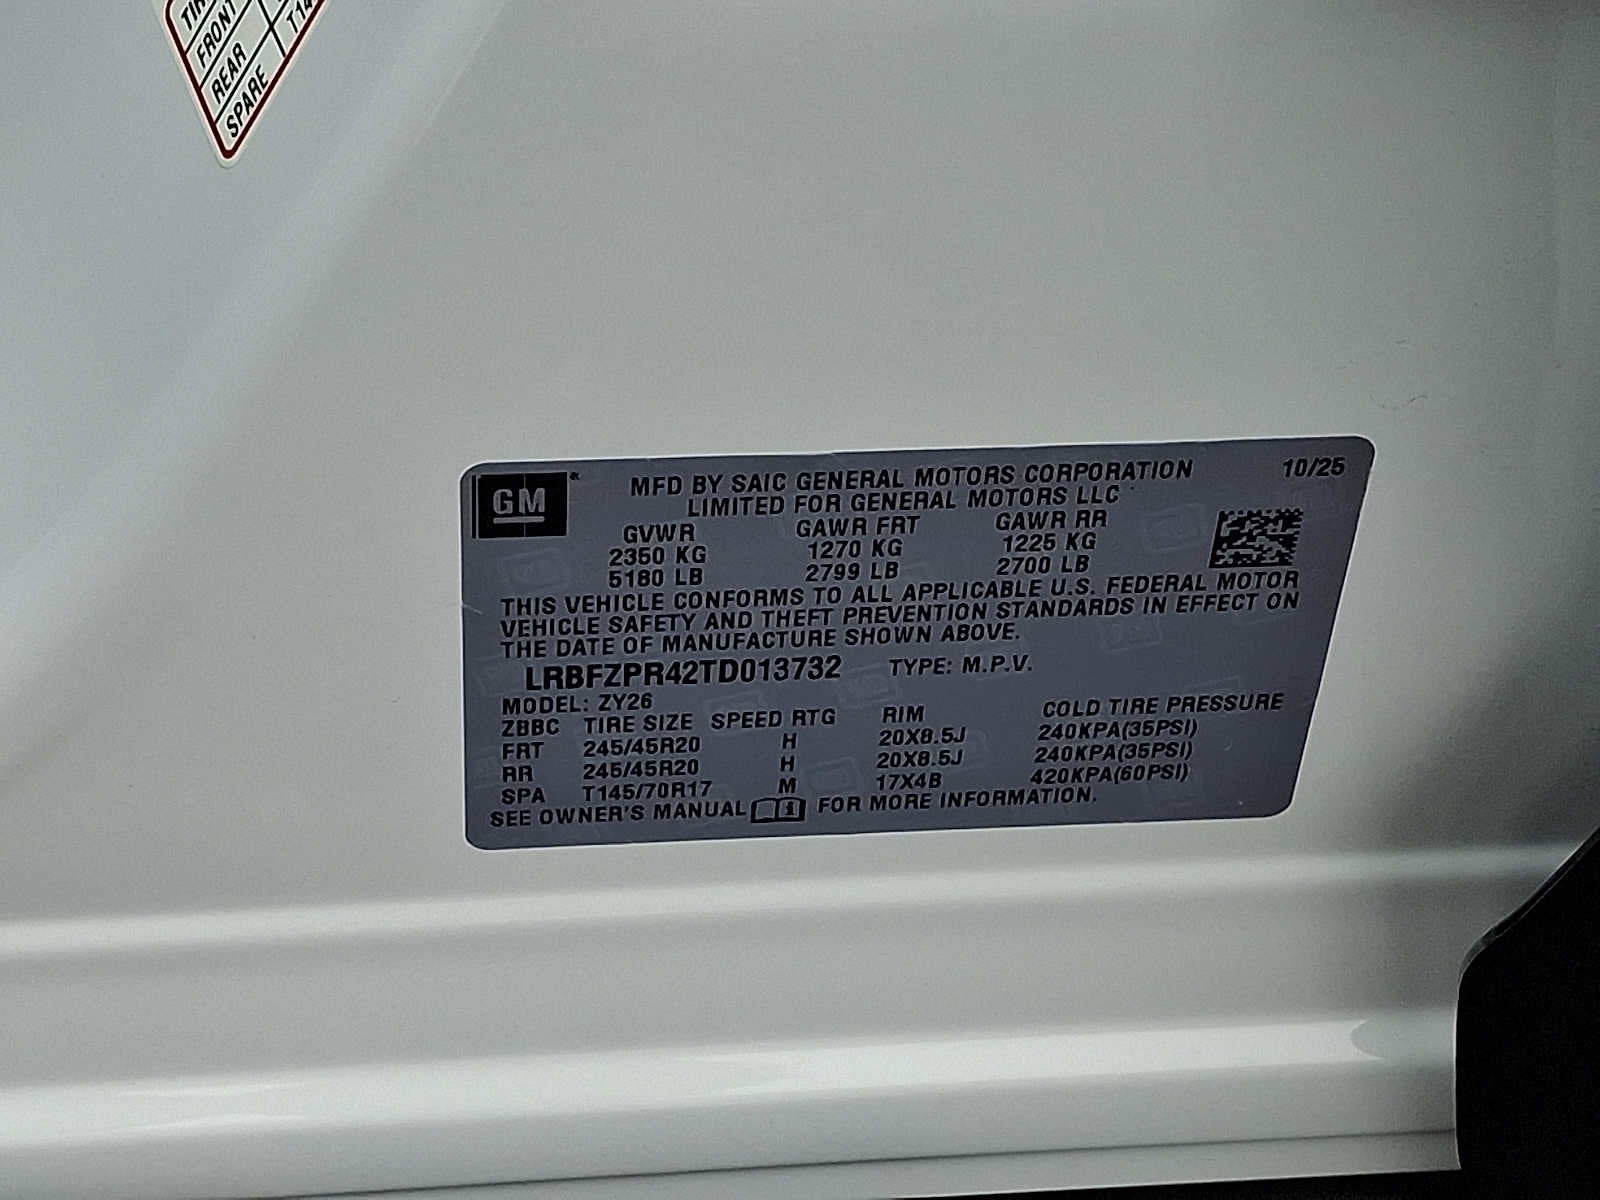 FRONT
REAR
SPARE
GM
MFD BY SAIC GENERAL MOTORS CORPORATION 10/25
LIMITED FOR GENERAL MOTORS LLC
GVWR GAWR FRT GAWR RR
2350 KG 1270 KG 1225 KG
5180 LB 2799 LB 2700 LB
THIS VEHICLE CONFORMS TO ALL APPLICABLE U.S. FEDERAL MOTOR
VEHICLE SAFETY AND THEFT PREVENTION STANDARDS IN EFFECT ON
THE DATE OF MANUFACTURE SHOWN ABOVE.
LRBFZPR42TD013732 TYPE: M.P.V.
MODEL: ZY26
ZBBC TIRE SIZE SPEED RTG RIM COLD TIRE PRESSURE
FRT 245/45R20 H 20X8.5J 240KPA(35PSI)
RR 245/45R20 H 20X8.5J 240KPA(35PSI)
SPA T145/70R17 M 17X4B 420KPA(60PSI)
SEE OWNER'S MANUAL FOR MORE INFORMATION.